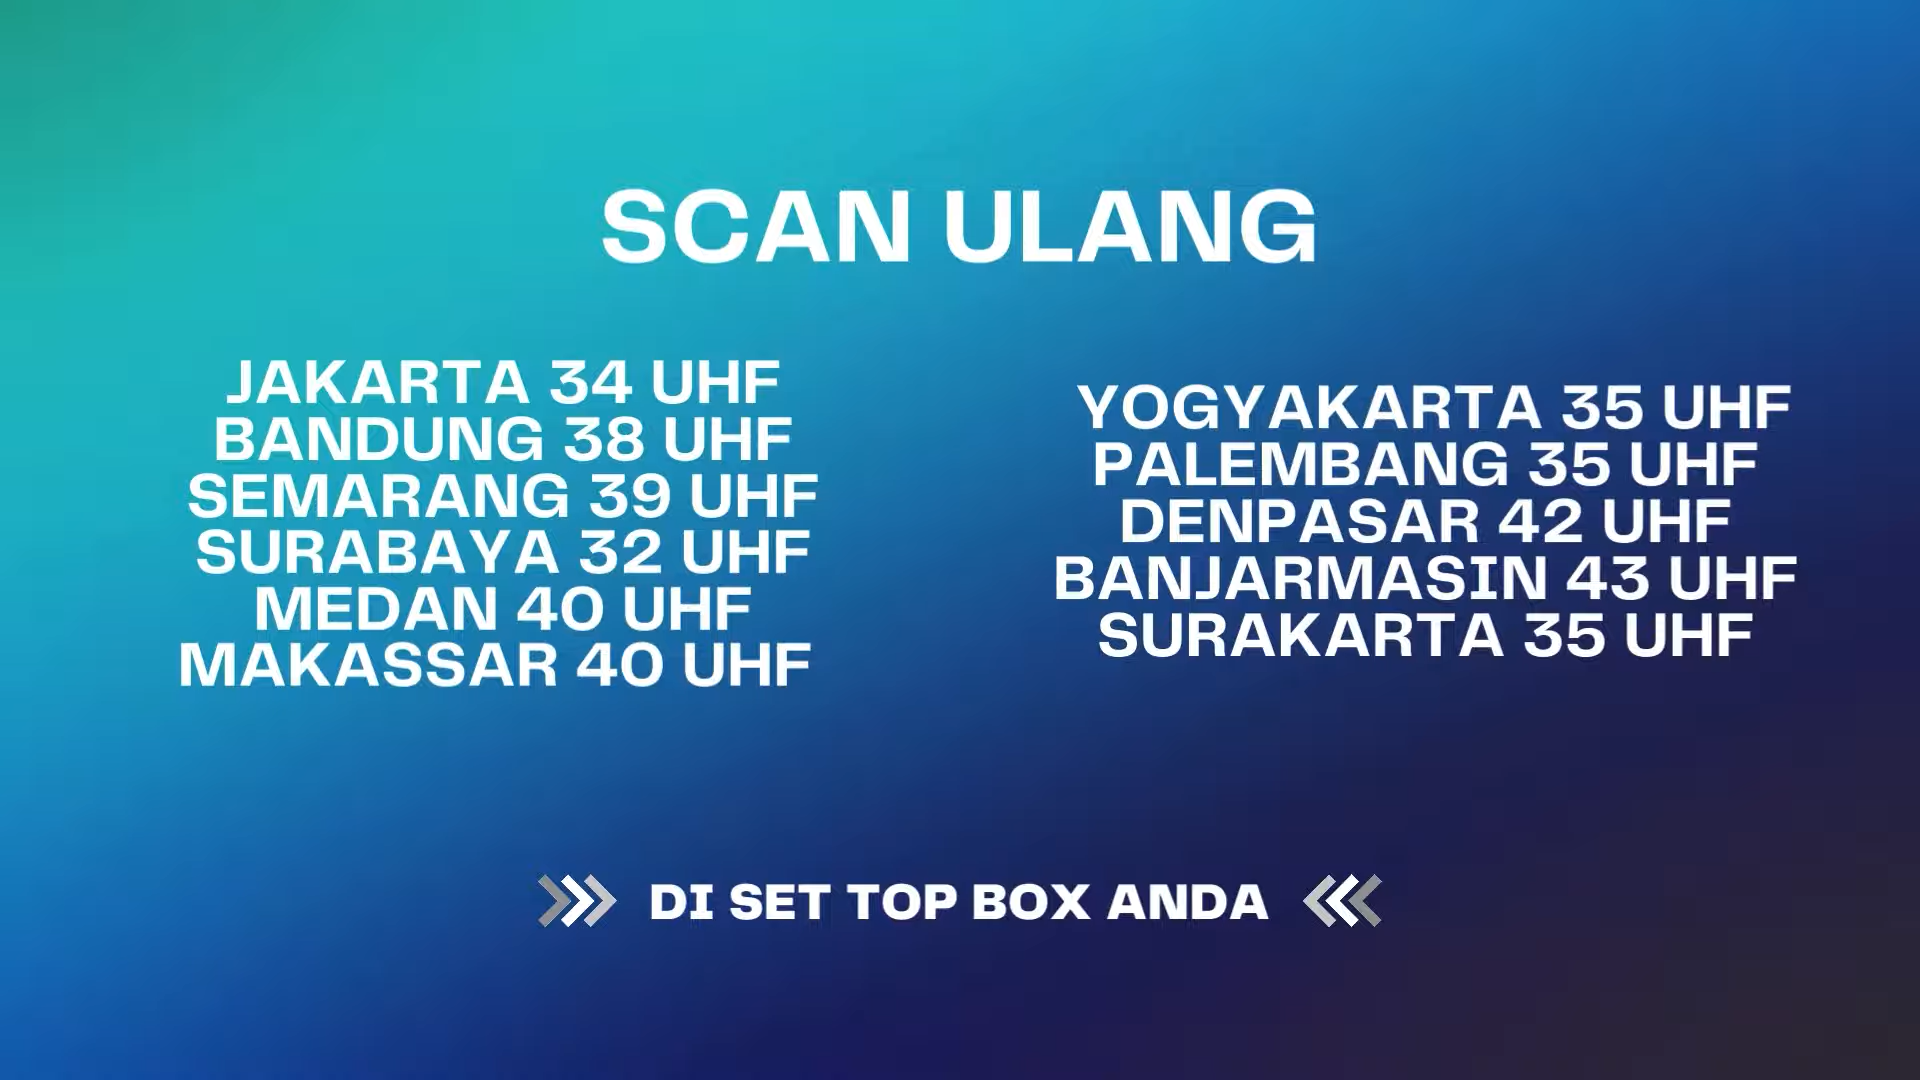 SCAN ULANG
JAKARTA 34 UHF
BANDUNG 38 UHF
SEMARANG 39 UHF
SURABAYA 32 UHF
MEDAN 40 UHF
MAKASSAR 40 UHF
YOGYAKARTA 35 UHF
PALEMBANG 35 UHF
DENPASAR 42 UHF
BANJARMASIN 43 UHF
SURAKARTA 35 UHF
DI SET TOP BOX ANDA